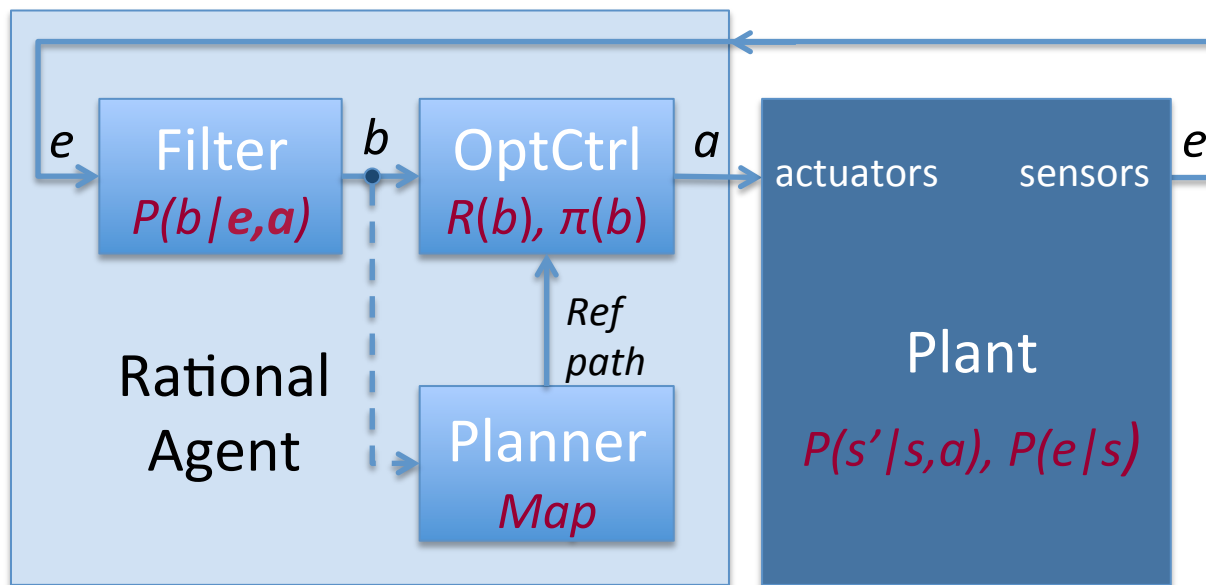 e
Filter
P(b|e,a)
b
OptCtrl
R(b), π(b)
a
actuators
sensors
e
Ref
path
Rational
Agent
Planner
Map
Plant
P(s’|s,a), P(e|s)